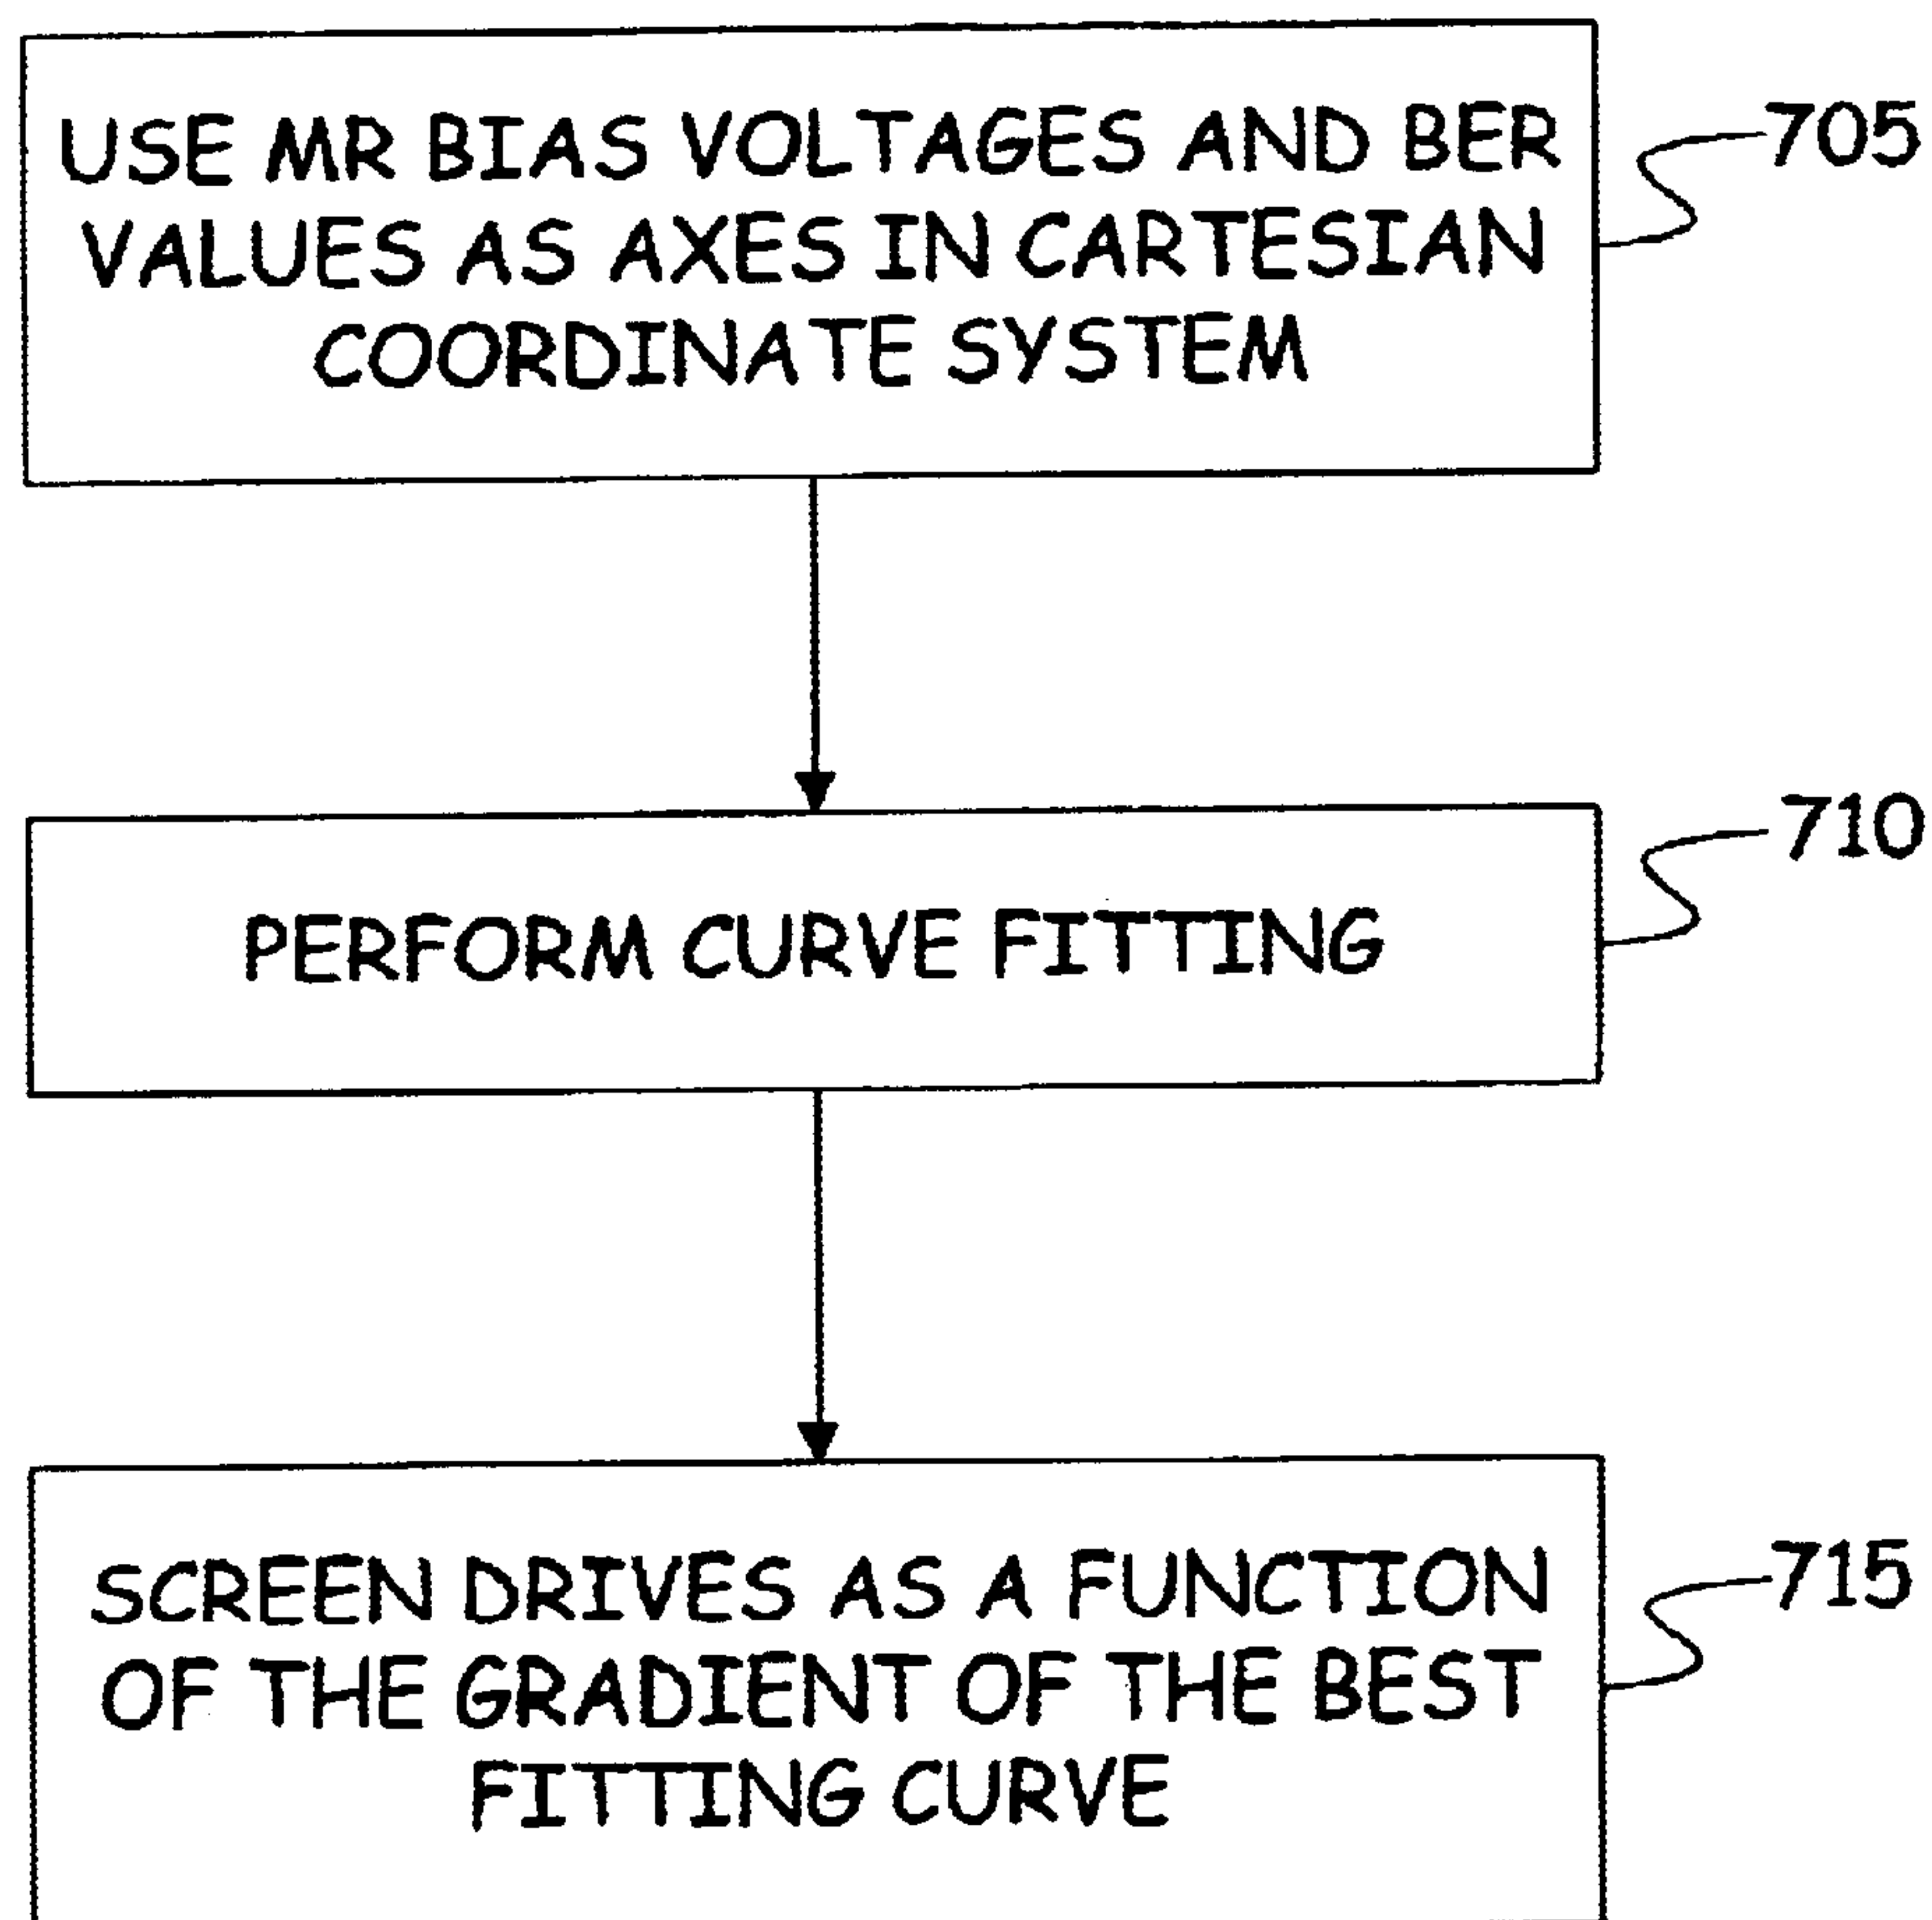 USE MR BIAS VOLTAGES AND BER
VALUES AS AXES IN CARTESIAN
COORDINATE SYSTEM
705
PERFORM CURVE FITTING
710
SCREEN DRIVES AS A FUNCTION
OF THE GRADIENT OF THE BEST
FITTING CURVE
715